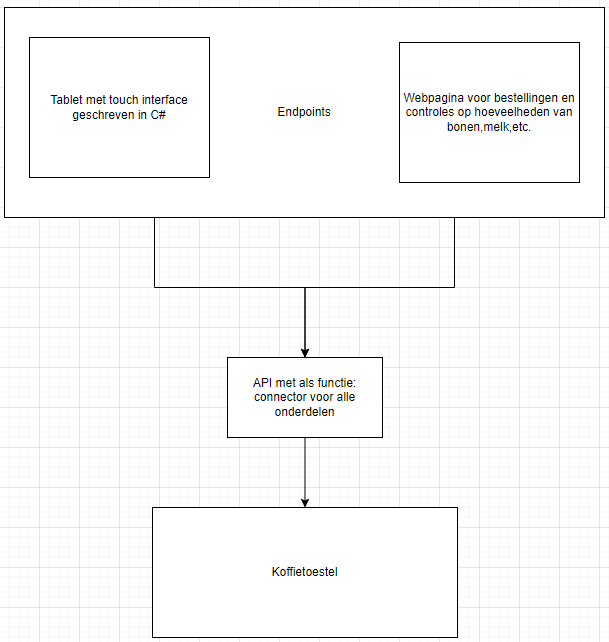 Tablet met touch interface
geschreven in C#
Endpoints
Webpagina voor bestellingen en
controles op hoeveelheden van
bonen,melk,etc.
API met als functie:
connector voor alle
onderdelen
Koffietoestel